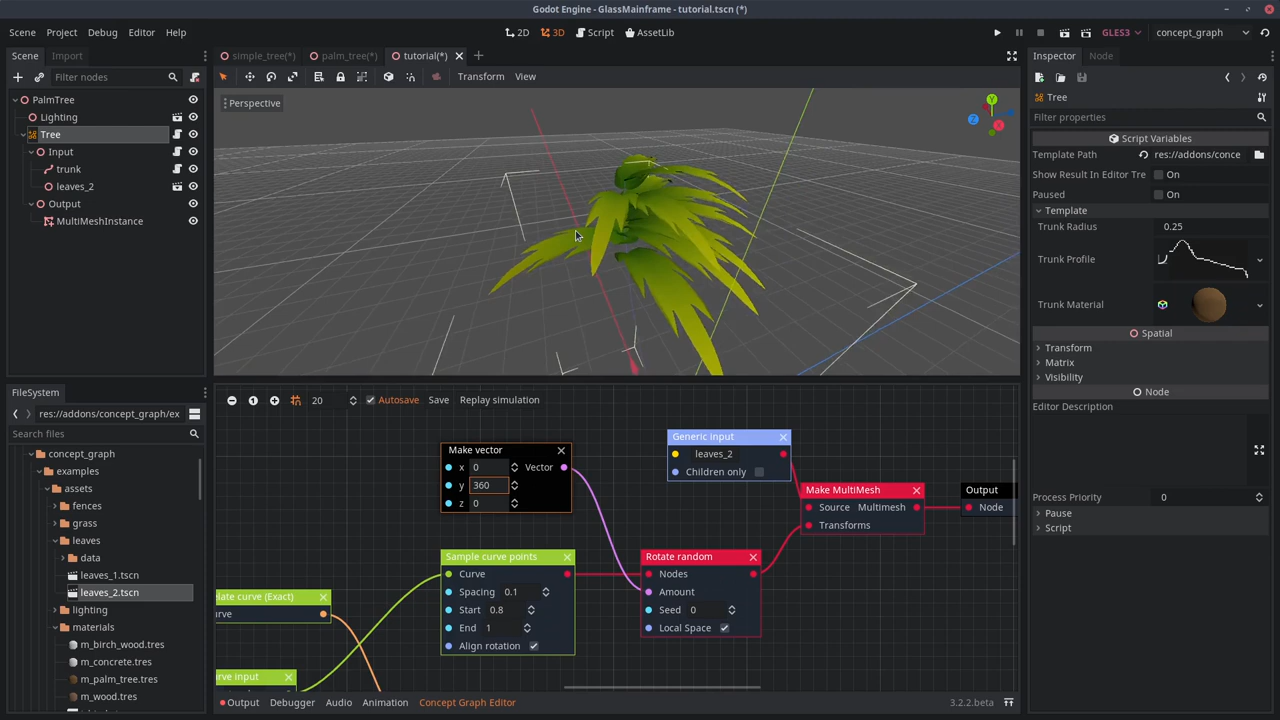 Godot Engine - GlassMainframe - tutorial.tscn (*)
Scene Project Debug Editor Help
2D 3D Script AssetLib
GLES3 concept_graph
Scene Import
simple_tree(*) palm_tree(*) tutorial(*)
Inspector Node
Filter nodes
Transform View
PalmTree
Lighting
Tree
Input
trunk
leaves_2
Output
MultiMeshInstance
Perspective
Y
X
Z
Tree
Filter properties
Script Variables
Template Path res://addons/conce
Show Result In Editor Tre On
Paused On
Template
Trunk Radius 0.25
Trunk Profile
Trunk Material
Spatial
Transform
Matrix
Visibility
Node
Editor Description
Process Priority 0
Pause
Script
FileSystem
res://addons/concept_graph/ex
Search files
concept_graph
examples
assets
fences
grass
leaves
data
leaves_1.tscn
leaves_2.tscn
lighting
materials
m_birch_wood.tres
m_concrete.tres
m_palm_tree.tres
m_wood.tres
20 Autosave Save Replay simulation
Make vector
x 0 Vector
y 360
z 0
Generic input
leaves_2
Children only
Make MultiMesh
Source Multimesh
Transforms
Output
Node
Sample curve points
Curve
Spacing 0.1
Start 0.8
End 1
Align rotation
Rotate random
Nodes
Amount
Seed 0
Local Space
late curve (Exact)
urve
urve input
Output Debugger Audio Animation Concept Graph Editor
3.2.2.beta